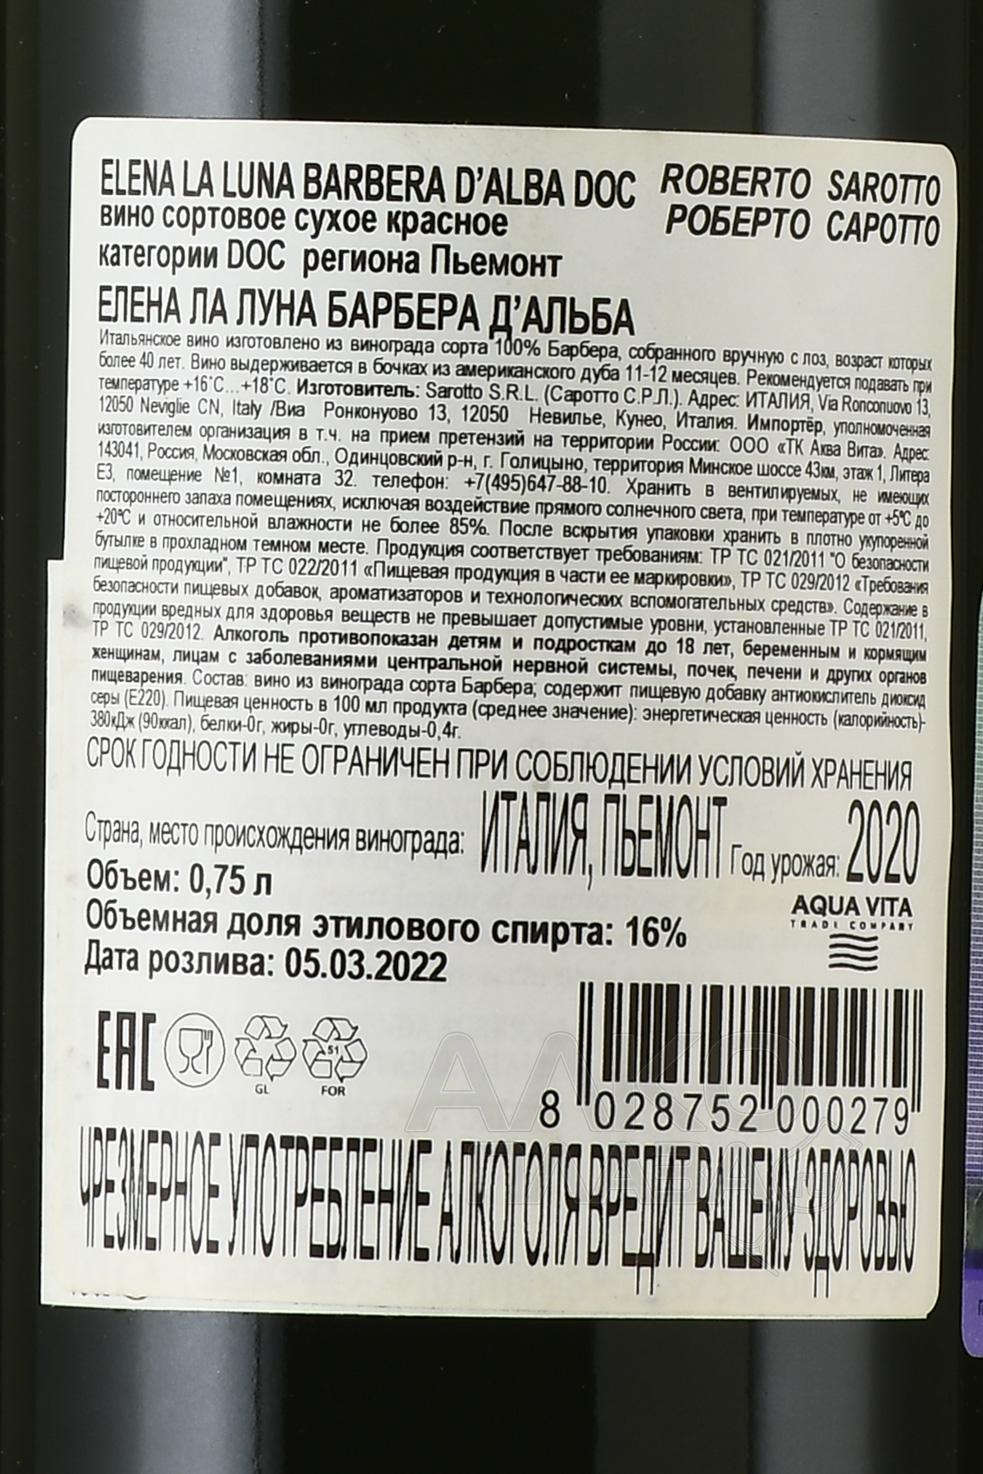 ELENA LA LUNA BARBERA D'ALBA DOC
ROBERTO SAROTTO
вино сортовое сухое красное
РОБЕРТО САРОТТО
категории DOC региона Пьемонт
ЕЛЕНА ЛА ЛУНА БАРБЕРА Д'АЛЬБА
Итальянское вино изготовлено из винограда сорта 100% Барбера, собранного вручную с лоз, возраст которых
более 40 лет. Вино выдерживается в бочках из американского дуба 11-12 месяцев. Рекомендуется подавать при
температуре +16˚С...+18˚С. Изготовитель: Sarotto S.R.L. (Саротто С.Р.Л.). Адрес: ИТАЛИЯ, Via Ronconuovo 13,
12050 Neviglie CN, Italy /Виа Ронконуово 13, 12050 Невилье, Кунео, Италия. Импортёр, уполномоченная
изготовителем организация в т.ч. на прием претензий на территории России: ООО «ТК Аква Вита». Адрес:
143041, Россия, Московская обл., Одинцовский р-н, г. Голицыно, территория Минское шоссе 43км, этаж 1, Литера
Е3, помещение №1, комната 32. телефон: +7(495)647-88-10. Хранить в вентилируемых, не имеющих
постороннего запаха помещениях, исключая воздействие прямого солнечного света, при температуре от +5°С до
+20°С и относительной влажности не более 85%. После вскрытия упаковки хранить в плотно укупоренной
бутылке в прохладном темном месте. Продукция соответствует требованиям: ТР ТС 021/2011 "О безопасности
пищевой продукции", ТР ТС 022/2011 «Пищевая продукция в части ее маркировки», ТР ТС 029/2012 «Требования
безопасности пищевых добавок, ароматизаторов и технологических вспомогательных средств». Содержание в
продукции вредных для здоровья веществ не превышает допустимые уровни, установленные ТР ТС 021/2011,
ТР ТС 029/2012. Алкоголь противопоказан детям и подросткам до 18 лет, беременным и кормящим
женщинам, лицам с заболеваниями центральной нервной системы, почек, печени и других органов
пищеварения. Состав: вино из винограда сорта Барбера; содержит пищевую добавку антиокислитель диоксид
серы (Е220). Пищевая ценность в 100 мл продукта (среднее значение): энергетическая ценность (калорийность)-
380кДж (90ккал), белки-0г, жиры-0г, углеводы-0,4г.
СРОК ГОДНОСТИ НЕ ОГРАНИЧЕН ПРИ СОБЛЮДЕНИИ УСЛОВИЙ ХРАНЕНИЯ
Страна, место происхождения винограда: ИТАЛИЯ, ПЬЕМОНТ Год урожая: 2020
Объем: 0,75 л
Объемная доля этилового спирта: 16%
Дата розлива: 05.03.2022
AQUA VITA
TRADE COMPANY
EAC
GL
51
FOR
8 028752 000279
ЧРЕЗМЕРНОЕ УПОТРЕБЛЕНИЕ АЛКОГОЛЯ ВРЕДИТ ВАШЕМУ ЗДОРОВЬЮ